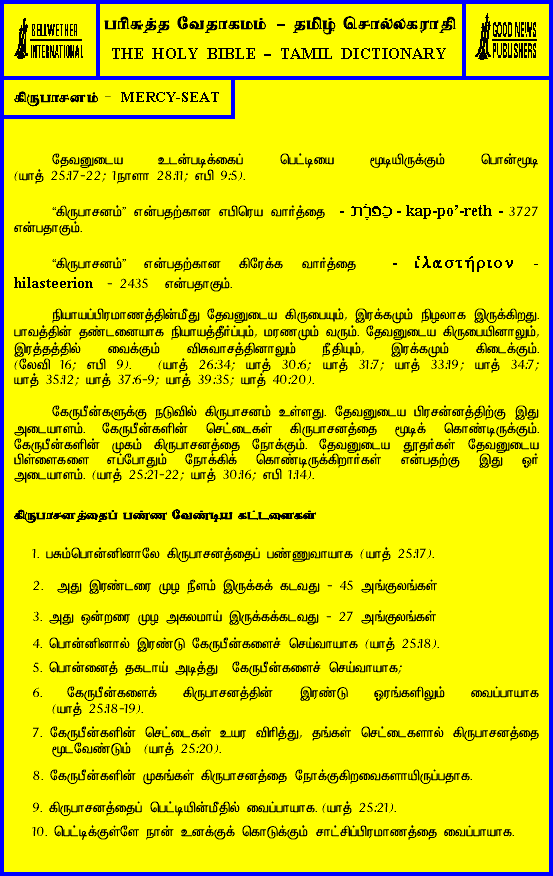 BELLWETHER
INTERNATIONAL
பரிசுத்த வேதாகமம் – தமிழ் சொல்லகராதி
THE HOLY BIBLE – TAMIL DICTIONARY
GOOD NEWS
PUBLISHERS
கிருபாசனம் - MERCY-SEAT
தேவனுடைய உடன்படிக்கைப் பெட்டியை மூடியிருக்கும் பொன்மூடி
(யாத் 25:17-22; 1நாளா 28:11; எபி 9:5).
“கிருபாசனம்” என்பதற்கான எபிரெய வார்த்தை - כַּפֹּרֶת - kap-po’-reth - 3727
என்பதாகும்.
“கிருபாசனம்” என்பதற்கான கிரேக்க வார்த்தை - ἱλαστήριον -
hilasteerion - 2435 என்பதாகும்.
நியாயப்பிரமாணத்தின்மீது தேவனுடைய கிருபையும், இரக்கமும் நிழலாக இருக்கிறது.
பாவத்தின் தண்டனையாக நியாயத்தீர்ப்பும், மரணமும் வரும். தேவனுடைய கிருபையினாலும்,
இரத்தத்தில் வைக்கும் விசுவாசத்தினாலும் நீதியும், இரக்கமும் கிடைக்கும்.
(லேவி 16; எபி 9). (யாத் 26:34; யாத் 30:6; யாத் 31:7; யாத் 33:19; யாத் 34:7;
யாத் 35:12; யாத் 37:6-9; யாத் 39:35; யாத் 40:20).
கேருபீன்களுக்கு நடுவில் கிருபாசனம் உள்ளது. தேவனுடைய பிரசன்னத்திற்கு இது
அடையாளம். கேருபீன்களின் செட்டைகள் கிருபாசனத்தை மூடிக் கொண்டிருக்கும்.
கேருபீன்களின் முகம் கிருபாசனத்தை நோக்கும். தேவனுடைய தூதர்கள் தேவனுடைய
பிள்ளைகளை எப்போதும் நோக்கிக் கொண்டிருக்கிறார்கள் என்பதற்கு இது ஓர்
அடையாளம். (யாத் 25:21-22; யாத் 30:16; எபி 1:14).
கிருபாசனத்தைப் பண்ண வேண்டிய கட்டளைகள்
1. பசும்பொன்னினாலே கிருபாசனத்தைப் பண்ணுவாயாக (யாத் 25:17).
2. அது இரண்டரை முழ நீளம் இருக்கக் கடவது - 45 அங்குலங்கள்
3. அது ஒன்றரை முழ அகலமாய் இருக்கக்கடவது - 27 அங்குலங்கள்
4. பொன்னினால் இரண்டு கேருபீன்களைச் செய்வாயாக (யாத் 25:18).
5. பொன்னைத் தகடாய் அடித்து கேருபீன்களைச் செய்வாயாக;
6. கேருபீன்களைக் கிருபாசனத்தின் இரண்டு ஓரங்களிலும் வைப்பாயாக
(யாத் 25:18-19).
7. கேருபீன்களின் செட்டைகள் உயர விரித்து, தங்கள் செட்டைகளால் கிருபாசனத்தை
மூடவேண்டும் (யாத் 25:20).
8. கேருபீன்களின் முகங்கள் கிருபாசனத்தை நோக்குகிறவைகளாயிருப்பதாக.
9. கிருபாசனத்தைப் பெட்டியின்மீதில் வைப்பாயாக. (யாத் 25:21).
10. பெட்டிக்குள்ளே நான் உனக்குக் கொடுக்கும் சாட்சிப்பிரமாணத்தை வைப்பாயாக.